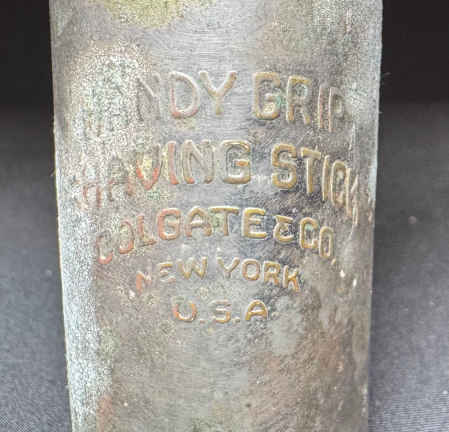 HANDY GRIP
SHAVING STICK
COLGATE & CO.
NEW YORK
U.S.A